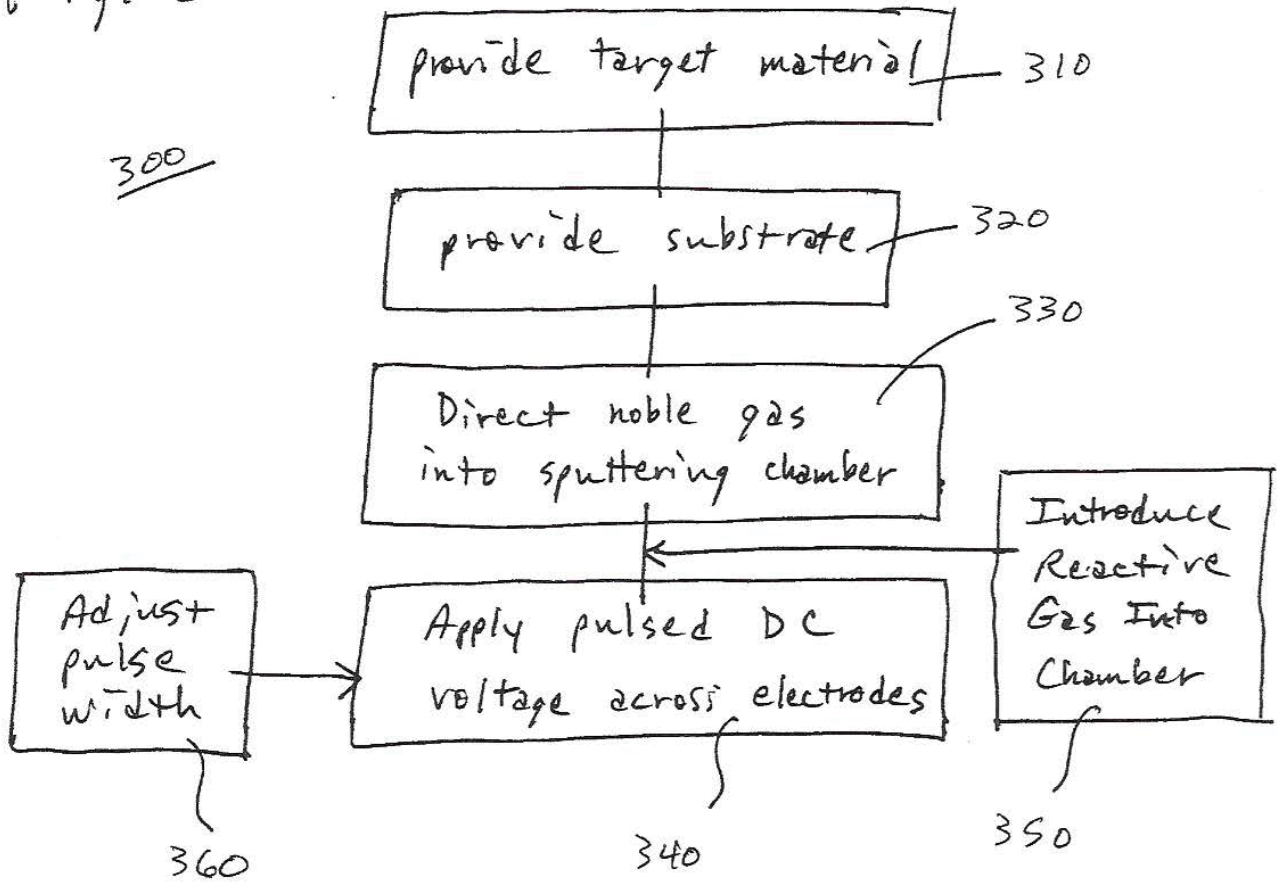 provide target material
310
300
provide substrate
320
330
Direct noble gas
into sputtering chamber
Introduce
Reactive
Gas Into
Chamber
Adjust
pulse
width
Apply pulsed DC
voltage across electrodes
360
340
350